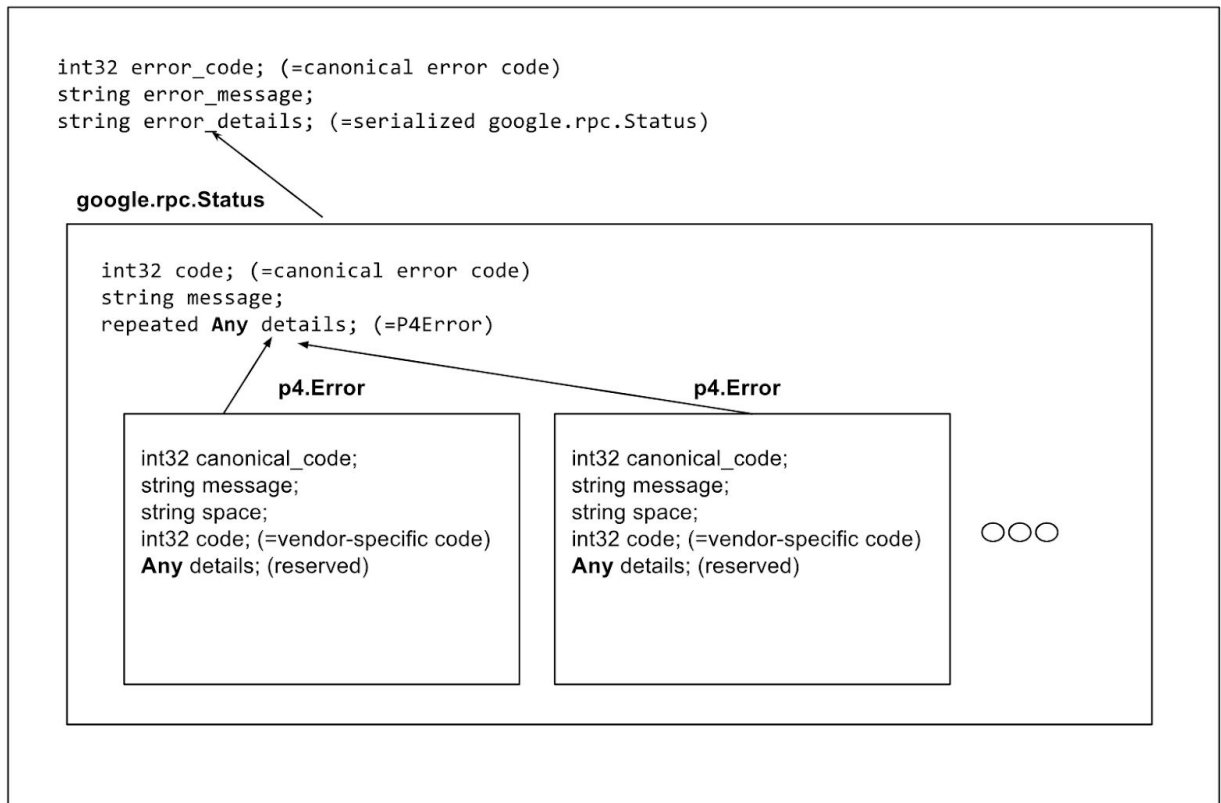 int32 error_code; (=canonical error code)
string error_message;
string error_details; (=serialized google.rpc.Status)
google.rpc.Status
int32 code; (=canonical error code)
string message;
repeated Any details; (=P4Error)
p4.Error
int32 canonical_code;
string message;
string space;
int32 code; (=vendor-specific code)
Any details; (reserved)
p4.Error
int32 canonical_code;
string message;
string space;
int32 code; (=vendor-specific code)
Any details; (reserved)